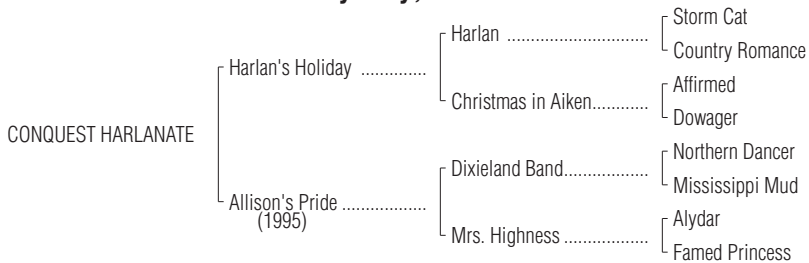 Harlan
Storm Cat
Country Romance
Harlan's Holiday
Christmas in Aiken
Affirmed
Dowager
CONQUEST HARLANATE
Dixieland Band
Northern Dancer
Mississippi Mud
Allison's Pride
(1995)
Mrs. Highness
Alydar
Famed Princess